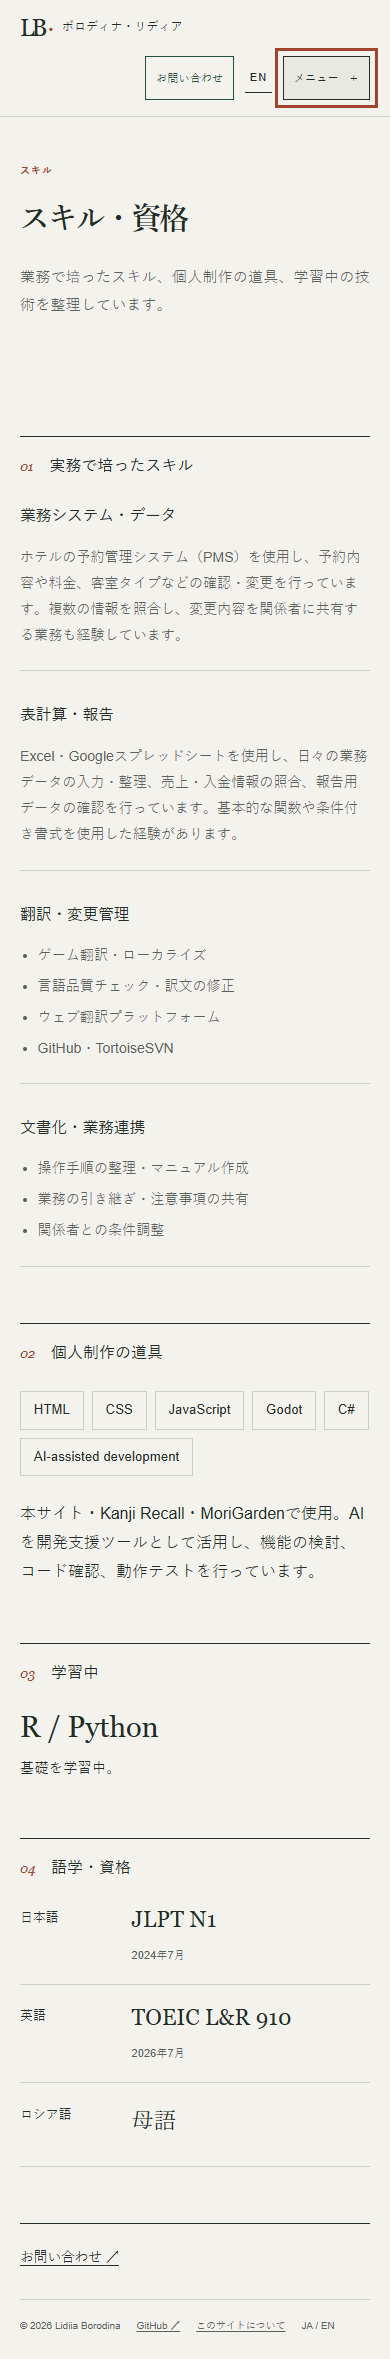 LB・ ボロディナ・リディア
お問い合わせ EN メニュー +
スキル
スキル・資格
業務で培ったスキル、個人制作の道具、学習中の技
術を整理しています。
01 実務で培ったスキル
業務システム・データ
ホテルの予約管理システム（PMS）を使用し、予約内
容や料金、客室タイプなどの確認・変更を行っていま
す。複数の情報を照合し、変更内容を関係者に共有す
る業務も経験しています。
表計算・報告
Excel・Googleスプレッドシートを使用し、日々の業務
データの入力・整理、売上・入金情報の照合、報告用
データの確認を行っています。基本的な関数や条件付
き書式を使用した経験があります。
翻訳・変更管理
• ゲーム翻訳・ローカライズ
• 言語品質チェック・訳文の修正
• ウェブ翻訳プラットフォーム
• GitHub・TortoiseSVN
文書化・業務連携
• 操作手順の整理・マニュアル作成
• 業務の引き継ぎ・注意事項の共有
• 関係者との条件調整
02 個人制作の道具
HTML CSS JavaScript Godot C#
AI-assisted development
本サイト・Kanji Recall・MoriGardenで使用。AI
を開発支援ツールとして活用し、機能の検討、
コード確認、動作テストを行っています。
03 学習中
R / Python
基礎を学習中。
04 語学・資格
日本語 JLPT N1
2024年7月
英語 TOEIC L&R 910
2026年7月
ロシア語 母語
お問い合わせ ↗
© 2026 Lidiia Borodina GitHub ↗ このサイトについて JA / EN